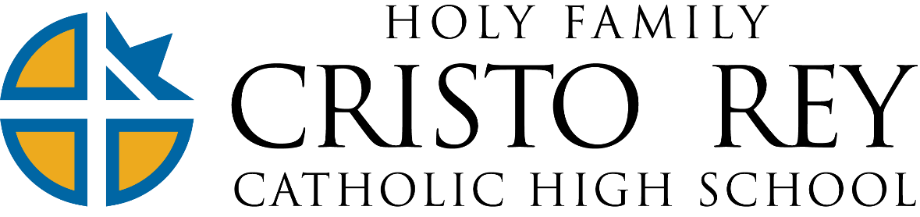 HOLY FAMILY
CRISTO REY
CATHOLIC HIGH SCHOOL